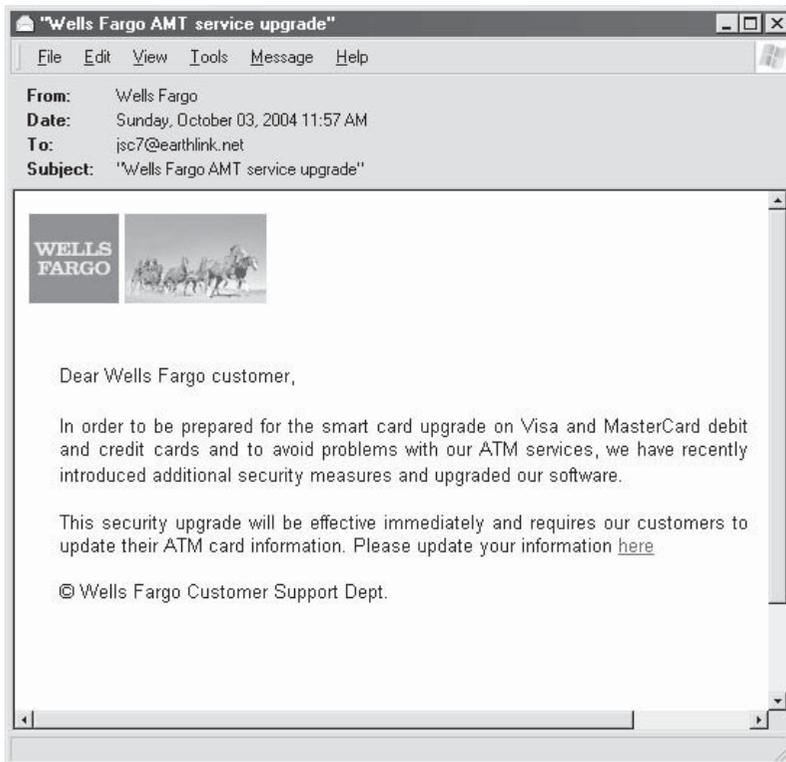 "Wells Fargo AMT service upgrade"
File Edit View Tools Message Help
From: Wells Fargo
Date: Sunday, October 03, 2004 11:57 AM
To: jsc7@earthlink.net
Subject: "Wells Fargo AMT service upgrade"
WELLS
FARGO
Dear Wells Fargo customer,
In order to be prepared for the smart card upgrade on Visa and MasterCard debit
and credit cards and to avoid problems with our ATM services, we have recently
introduced additional security measures and upgraded our software.
This security upgrade will be effective immediately and requires our customers to
update their ATM card information. Please update your information here
© Wells Fargo Customer Support Dept.